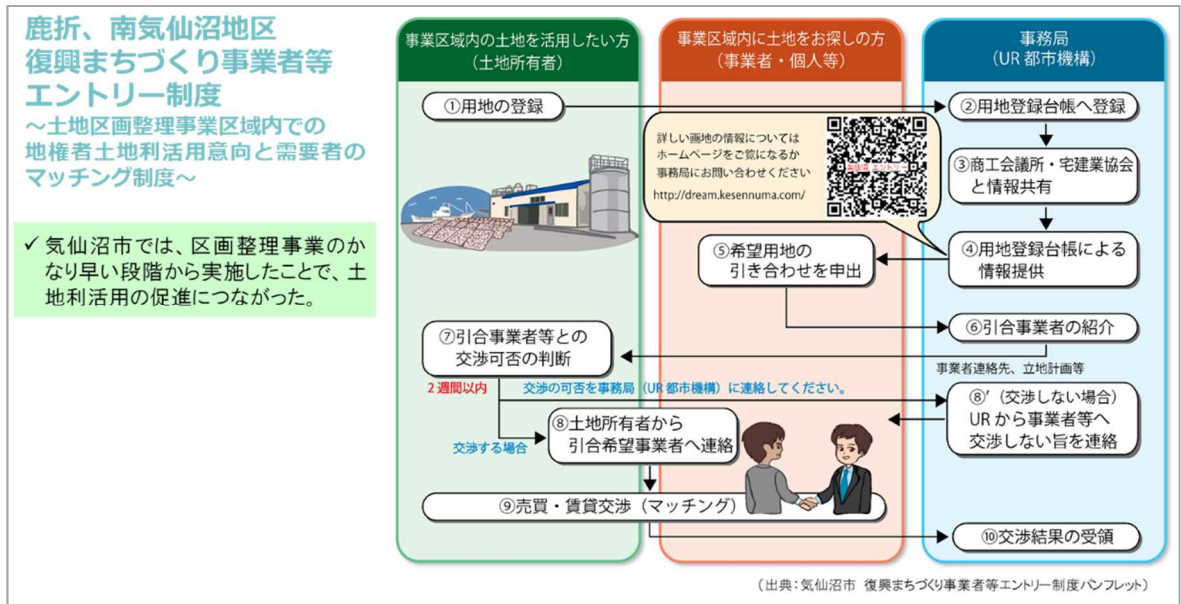 鹿折、南気仙沼地区
復興まちづくり事業者等
エントリー制度
～土地区画整理事業区域内での
地権者土地利活用意向と需要者の
マッチング制度～
✓ 気仙沼市では、区画整理事業のか
なり早い段階から実施したことで、土
地利活用の促進につながった。
事業区域内の土地を活用したい方
（土地所有者）
事業区域内に土地をお探しの方
（事業者・個人等）
事務局
（UR 都市機構）
①用地の登録
②用地登録台帳へ登録
詳しい画地の情報については
ホームページをご覧になるか
事務局にお問い合わせください
http://dream.kesennuma.com/
気仙沼 エントリー
③商工会議所・宅建業協会
と情報共有
④用地登録台帳による
情報提供
⑤希望用地の
引き合わせを申出
⑥引合事業者の紹介
事業者連絡先、立地計画等
⑦引合事業者等との
交渉可否の判断
2 週間以内
交渉の可否を事務局（UR 都市機構）に連絡してください。
⑧’（交渉しない場合）
UR から事業者等へ
交渉しない旨を連絡
交渉する場合
⑧土地所有者から
引合希望事業者へ連絡
⑨売買・賃貸交渉（マッチング）
⑩交渉結果の受領
（出典：気仙沼市 復興まちづくり事業者等エントリー制度パンフレット）